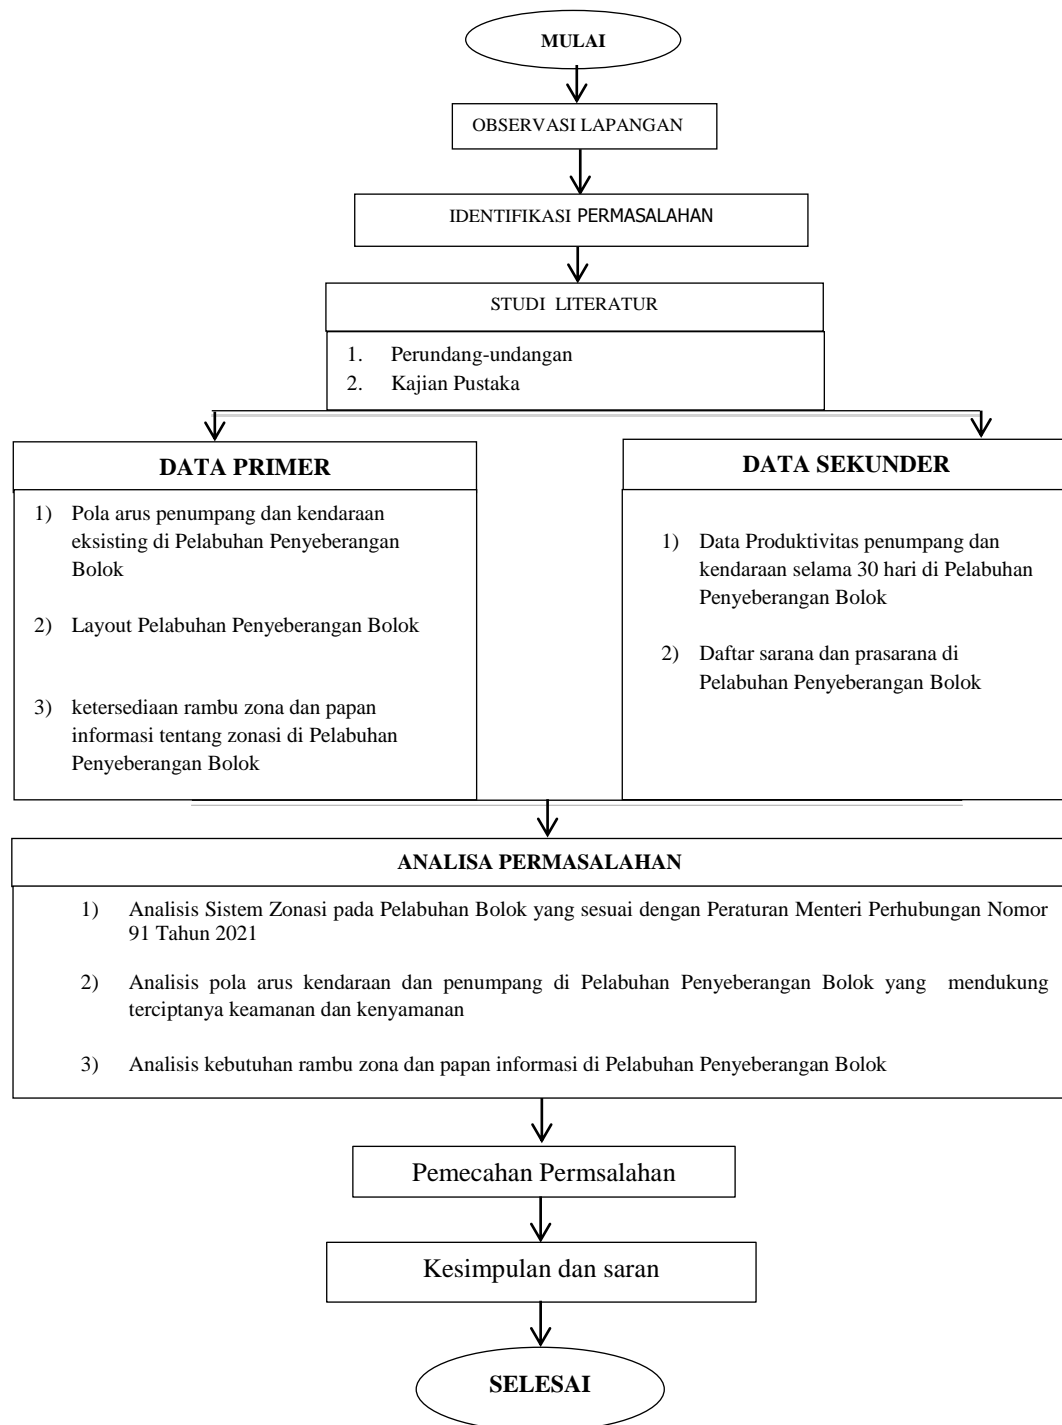 MULAI
OBSERVASI LAPANGAN
IDENTIFIKASI PERMASALAHAN
STUDI LITERATUR
1. Perundang-undangan
2. Kajian Pustaka
DATA PRIMER
1) Pola arus penumpang dan kendaraan
eksisting di Pelabuhan Penyeberangan
Bolok
2) Layout Pelabuhan Penyeberangan Bolok
3) ketersediaan rambu zona dan papan
informasi tentang zonasi di Pelabuhan
Penyeberangan Bolok
DATA SEKUNDER
1) Data Produktivitas penumpang dan
kendaraan selama 30 hari di Pelabuhan
Penyeberangan Bolok
2) Daftar sarana dan prasarana di
Pelabuhan Penyeberangan Bolok
ANALISA PERMASALAHAN
1) Analisis Sistem Zonasi pada Pelabuhan Bolok yang sesuai dengan Peraturan Menteri Perhubungan Nomor
91 Tahun 2021
2) Analisis pola arus kendaraan dan penumpang di Pelabuhan Penyeberangan Bolok yang mendukung
terciptanya keamanan dan kenyamanan
3) Analisis kebutuhan rambu zona dan papan informasi di Pelabuhan Penyeberangan Bolok
Pemecahan Permsalahan
Kesimpulan dan saran
SELESAI